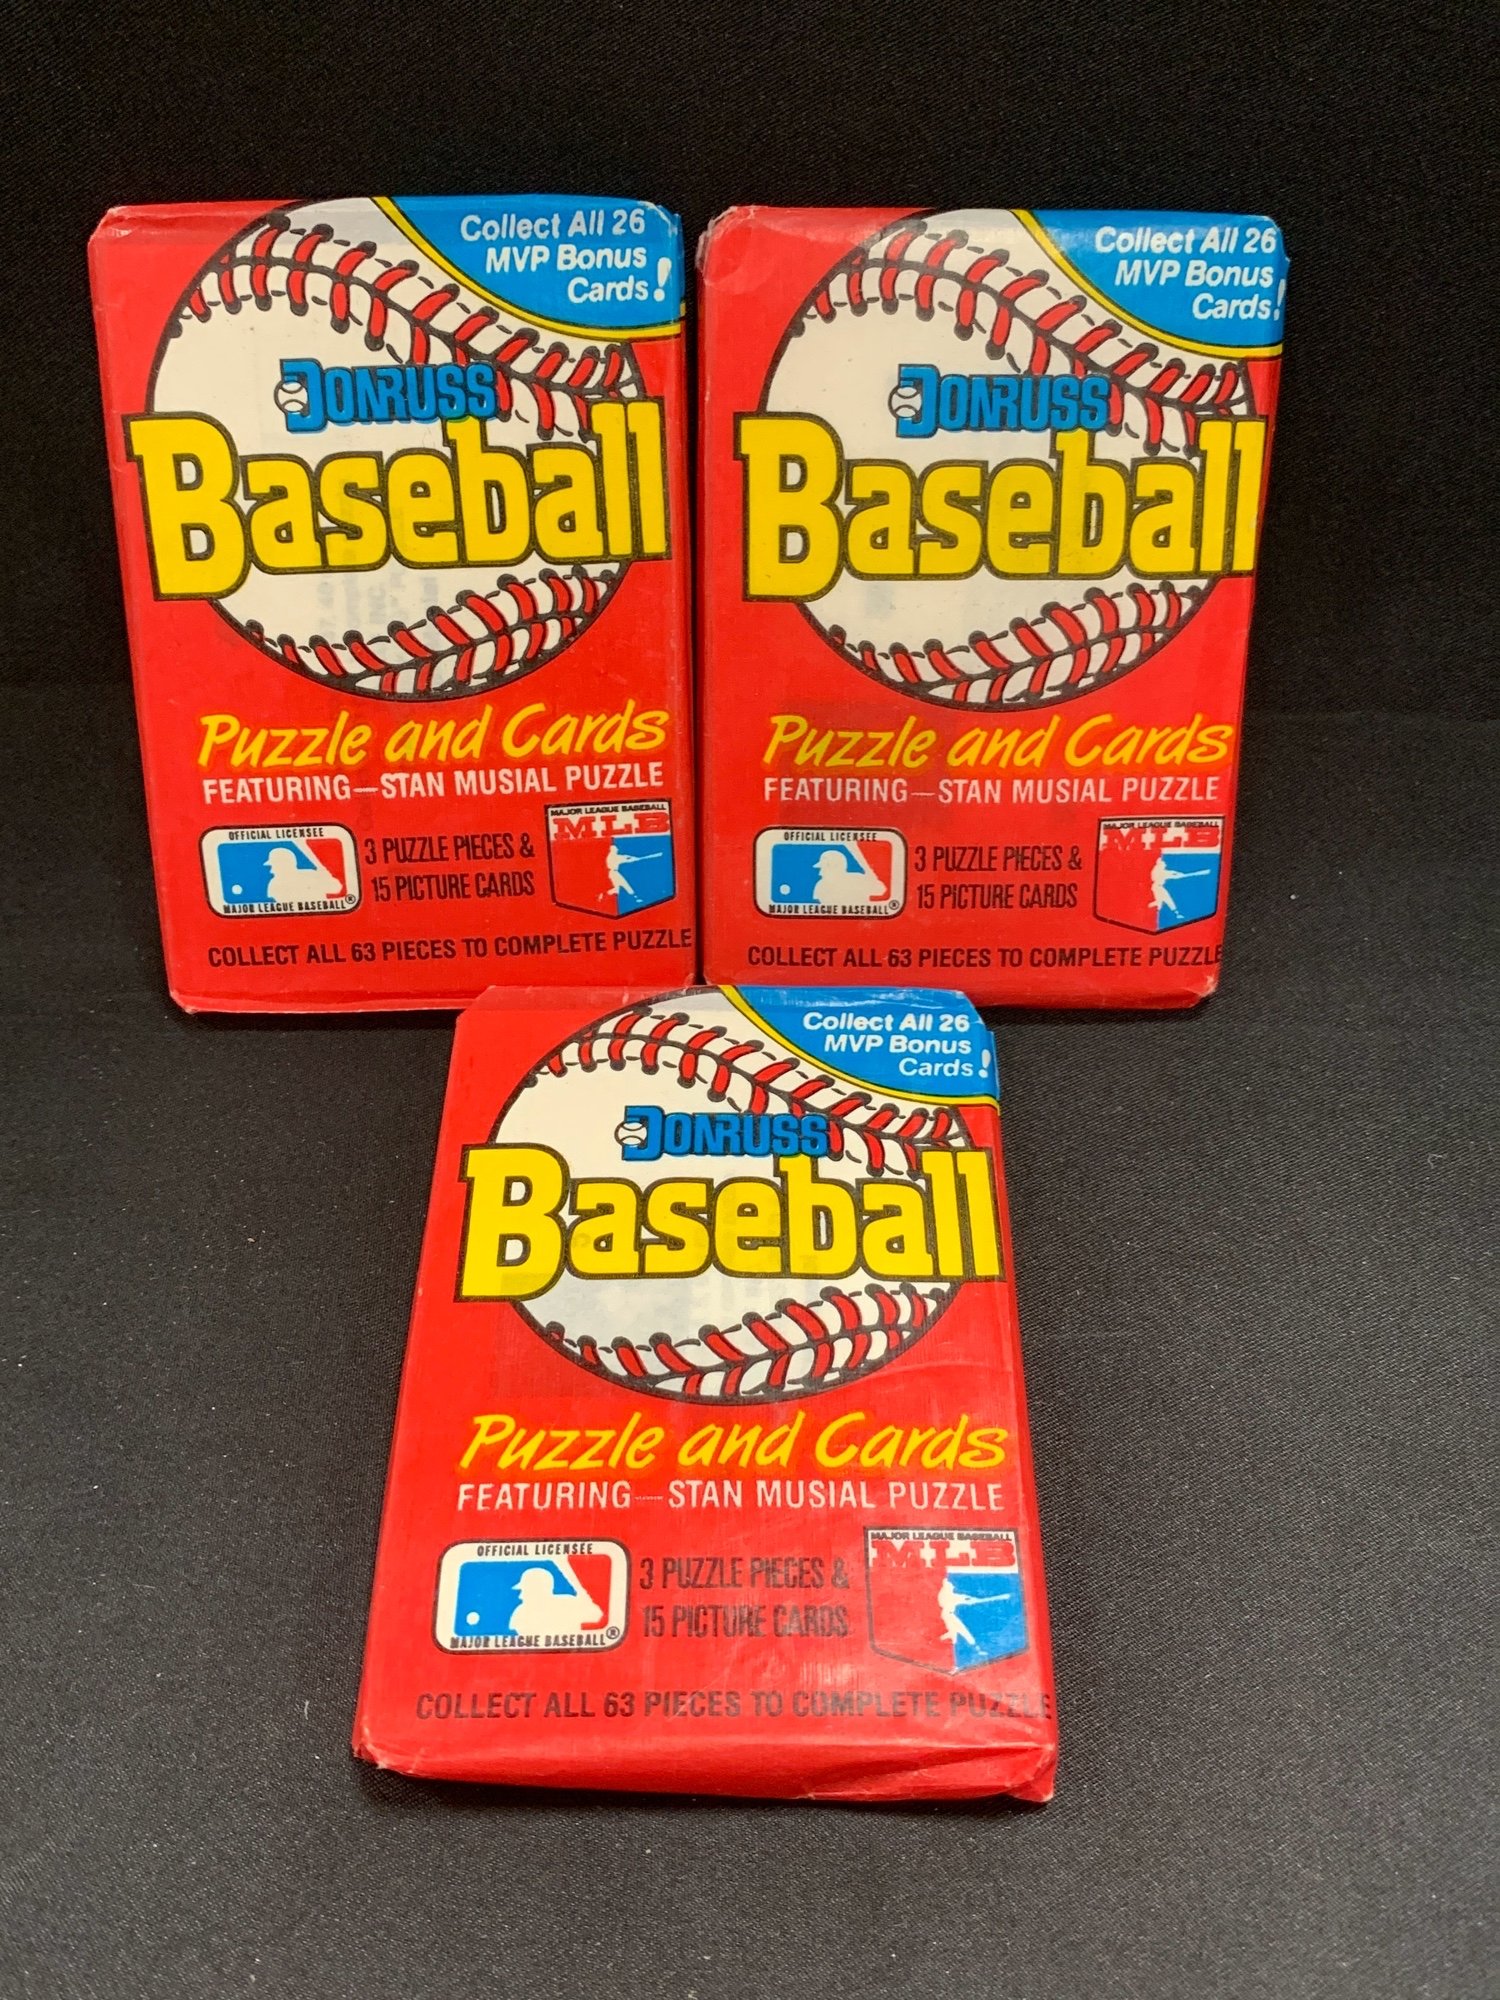 Collect All 26
MVP Bonus
Cards!
DONRUSS
Baseball
Puzzle and Cards
FEATURING—STAN MUSIAL PUZZLE
OFFICIAL LICENSEE
MAJOR LEAGUE BASEBALL®
3 PUZZLE PIECES &
15 PICTURE CARDS
MAJOR LEAGUE BASEBALL
MLB
COLLECT ALL 63 PIECES TO COMPLETE PUZZLE
Collect All 26
MVP Bonus
Cards!
DONRUSS
Baseball
Puzzle and Cards
FEATURING—STAN MUSIAL PUZZLE
OFFICIAL LICENSEE
MAJOR LEAGUE BASEBALL®
3 PUZZLE PIECES &
15 PICTURE CARDS
MAJOR LEAGUE BASEBALL
MLB
COLLECT ALL 63 PIECES TO COMPLETE PUZZLE
Collect All 26
MVP Bonus
Cards!
DONRUSS
Baseball
Puzzle and Cards
FEATURING—STAN MUSIAL PUZZLE
OFFICIAL LICENSEE
MAJOR LEAGUE BASEBALL®
3 PUZZLE PIECES &
15 PICTURE CARDS
MAJOR LEAGUE BASEBALL
MLB
COLLECT ALL 63 PIECES TO COMPLETE PUZZLE